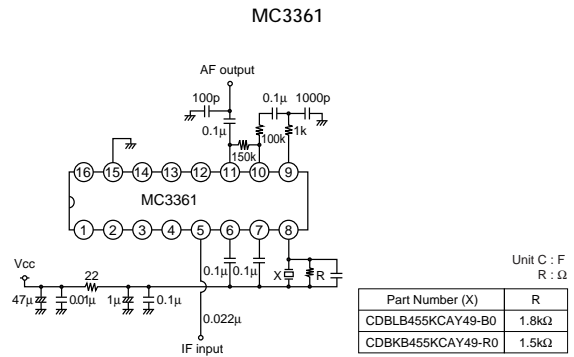 MC3361
AF output
100p
0.1μ
1000p
0.1μ
100k
1k
150k
16 15 14 13 12 11 10 9
MC3361
1 2 3 4 5 6 7 8
Vcc
22
0.1μ
0.1μ
X
R
47μ
0.01μ
1μ
0.1μ
0.022μ
IF input
Unit C : F
R : Ω
Part Number (X) R
CDBLB455KCAY49-B0 1.8kΩ
CDBKB455KCAY49-R0 1.5kΩ